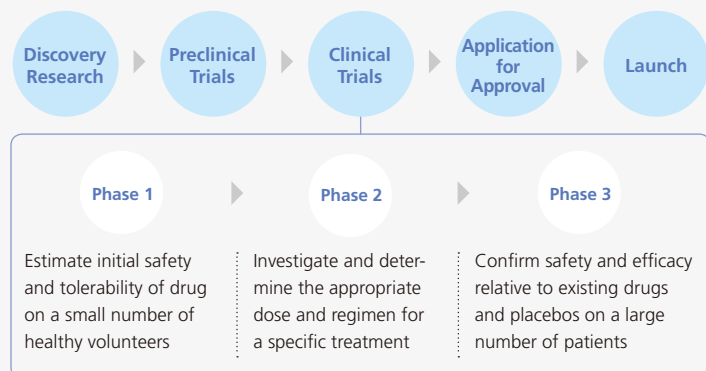 Discovery
Research
Preclinical
Trials
Clinical
Trials
Application
for
Approval
Launch
Phase 1
Phase 2
Phase 3
Estimate initial safety
and tolerability of drug
on a small number of
healthy volunteers
Investigate and deter-
mine the appropriate
dose and regimen for
a specific treatment
Confirm safety and efficacy
relative to existing drugs
and placebos on a large
number of patients